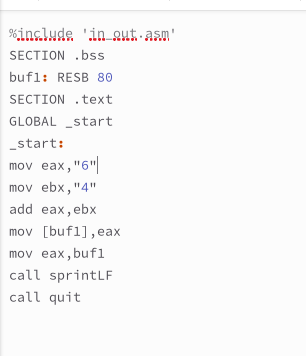 %include 'in_out.asm'
SECTION .bss
buf1: RESB 80
SECTION .text
GLOBAL _start
_start:
mov eax,"6"
mov ebx,"4"
add eax,ebx
mov [buf1],eax
mov eax,buf1
call sprintLF
call quit